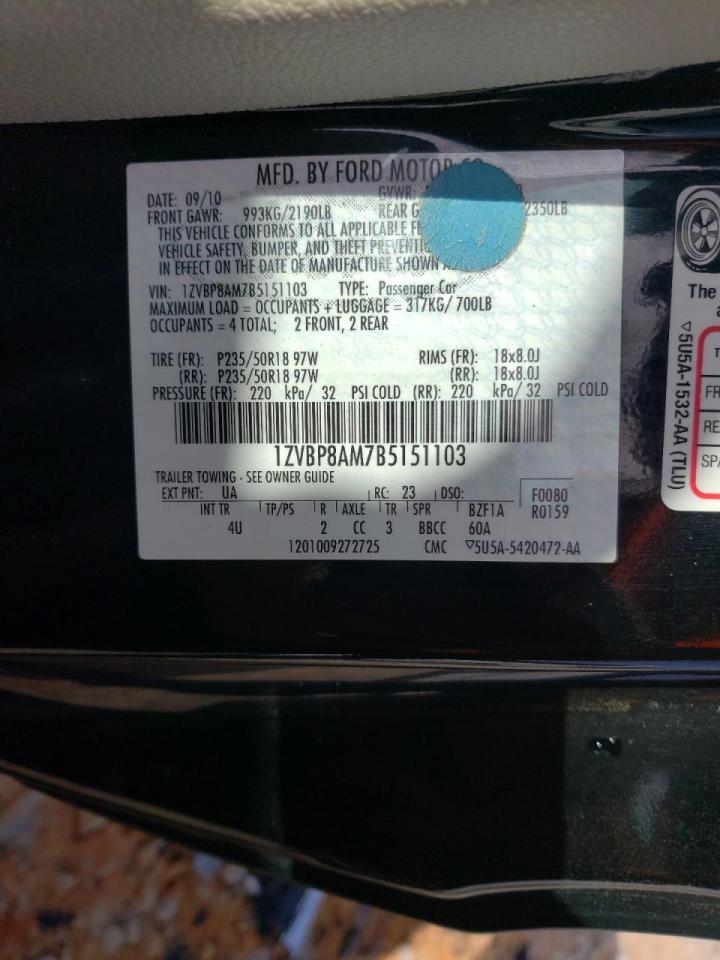 MFD. BY FORD MOTOR CO.
DATE: 09/10 GVWR:
FRONT GAWR: 993KG/2190LB REAR G 2350LB
THIS VEHICLE CONFORMS TO ALL APPLICABLE
VEHICLE SAFETY, BUMPER, AND THEFT PREVENTI
IN EFFECT ON THE DATE OF MANUFACTURE SHOWN A
VIN: 1ZVBP8AM7B5151103 TYPE: Passenger Car
MAXIMUM LOAD = OCCUPANTS + LUGGAGE = 317KG/ 700LB
OCCUPANTS = 4 TOTAL; 2 FRONT, 2 REAR
TIRE (FR): P235/50R18 97W RIMS (FR): 18x8.0J
(RR): P235/50R18 97W (RR): 18x8.0J
PRESSURE (FR): 220 kPa/ 32 PSI COLD (RR): 220 kPa/ 32 PSI COLD
1ZVBP8AM7B5151103
TRAILER TOWING - SEE OWNER GUIDE
EXT PNT: UA RC: 23 DSO: F0080
INT TR TP/PS R AXLE TR SPR BZF1A R0159
4U 2 CC 3 BBCC 60A
1201009272725 CMC ▽5U5A-5420472-AA
The
▽5U5A-1532-AA (TLU)
FR
RE
SP